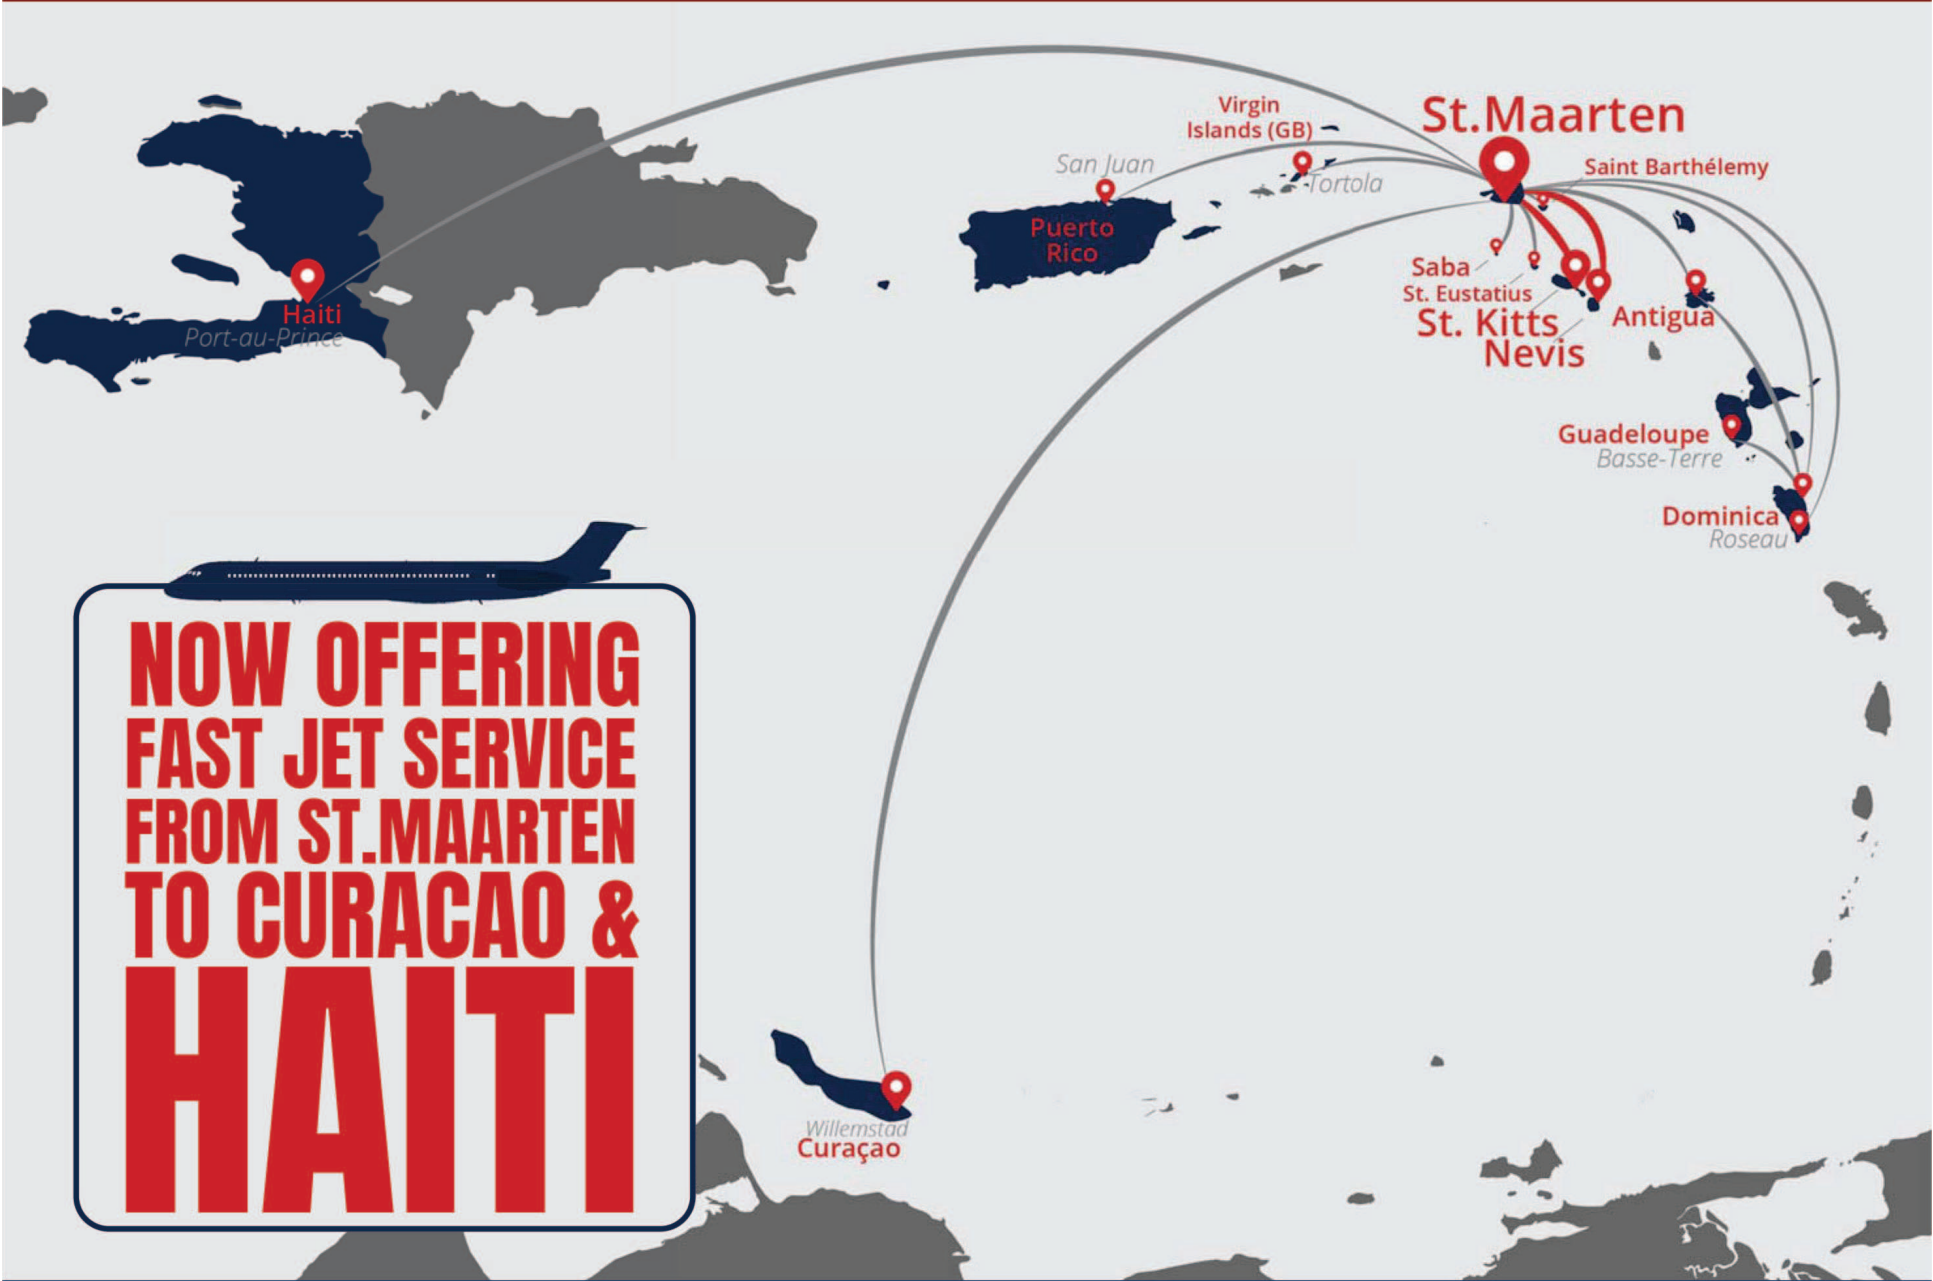 Virgin
Islands (GB)
St.Maarten
San Juan
Tortola
Saint Barthélemy
Puerto
Rico
Saba
St. Eustatius
St. Kitts
Nevis
Antigua
Haiti
Port-au-Prince
Guadeloupe
Basse-Terre
Dominica
Roseau
NOW OFFERING
FAST JET SERVICE
FROM ST.MAARTEN
TO CURACAO &
HAITI
Willemstad
Curaçao